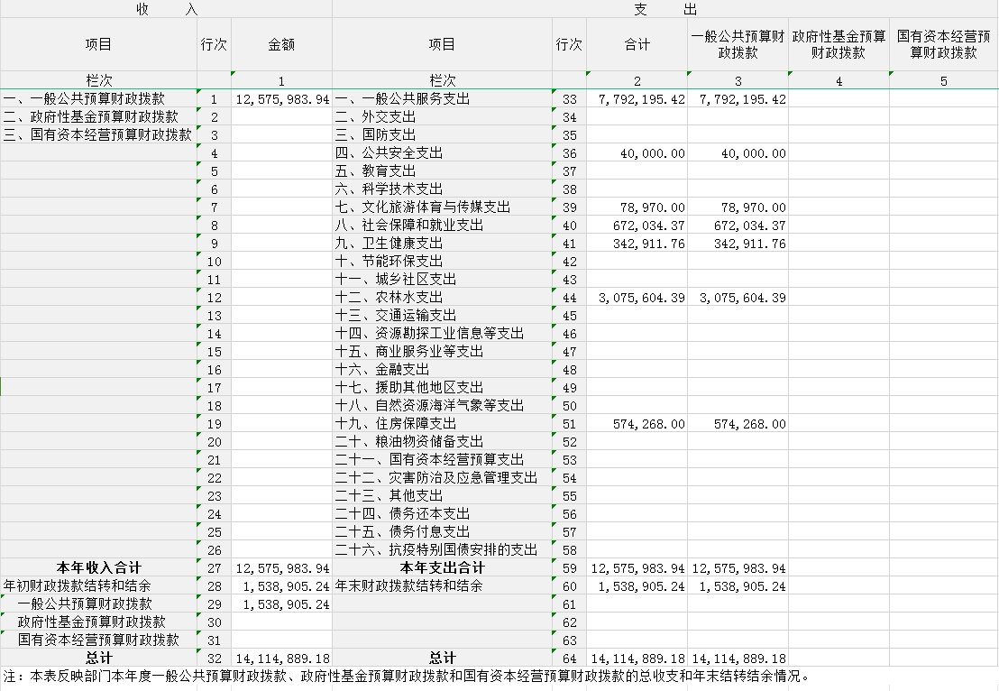 收 入 支 出
项目 行次 金额 项目 行次 合计 一般公共预算财政拨款 政府性基金预算财政拨款 国有资本经营预算财政拨款
栏次 1 栏次 2 3 4 5
一、一般公共预算财政拨款 1 12,575,983.94 一、一般公共服务支出 33 7,792,195.42 7,792,195.42
二、政府性基金预算财政拨款 2 二、外交支出 34
三、国有资本经营预算财政拨款 3 三、国防支出 35
4 四、公共安全支出 36 40,000.00 40,000.00
5 五、教育支出 37
6 六、科学技术支出 38
7 七、文化旅游体育与传媒支出 39 78,970.00 78,970.00
8 八、社会保障和就业支出 40 672,034.37 672,034.37
9 九、卫生健康支出 41 342,911.76 342,911.76
10 十、节能环保支出 42
11 十一、城乡社区支出 43
12 十二、农林水支出 44 3,075,604.39 3,075,604.39
13 十三、交通运输支出 45
14 十四、资源勘探工业信息等支出 46
15 十五、商业服务业等支出 47
16 十六、金融支出 48
17 十七、援助其他地区支出 49
18 十八、自然资源海洋气象等支出 50
19 十九、住房保障支出 51 574,268.00 574,268.00
20 二十、粮油物资储备支出 52
21 二十一、国有资本经营预算支出 53
22 二十二、灾害防治及应急管理支出 54
23 二十三、其他支出 55
24 二十四、债务还本支出 56
25 二十五、债务付息支出 57
26 二十六、抗疫特别国债安排的支出 58
本年收入合计 27 12,575,983.94 本年支出合计 59 12,575,983.94 12,575,983.94
年初财政拨款结转和结余 28 1,538,905.24 年末财政拨款结转和结余 60 1,538,905.24 1,538,905.24
一般公共预算财政拨款 29 1,538,905.24 61
政府性基金预算财政拨款 30 62
国有资本经营预算财政拨款 31 63
总计 32 14,114,889.18 总计 64 14,114,889.18 14,114,889.18
注：本表反映部门本年度一般公共预算财政拨款、政府性基金预算财政拨款和国有资本经营预算财政拨款的总收支和年末结转结余情况。